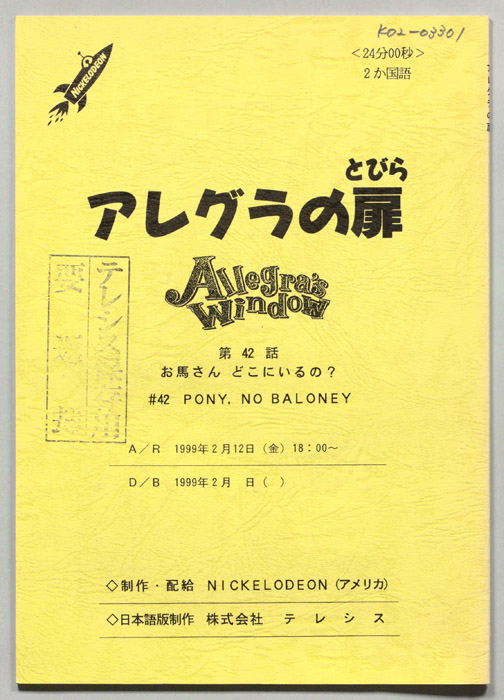 K02-03301
<24分00秒>
2か国語
NICKELODEON
とびら
アレグラの扉
Allegra's
Window
第 42 話
お馬さん どこにいるの？
#42 PONY, NO BALONEY
A/R 1999年2月12日(金) 18:00〜
D/B 1999年2月 日( )
◇制作・配給 NICKELODEON (アメリカ)
◇日本語版制作 株式会社 テレシス